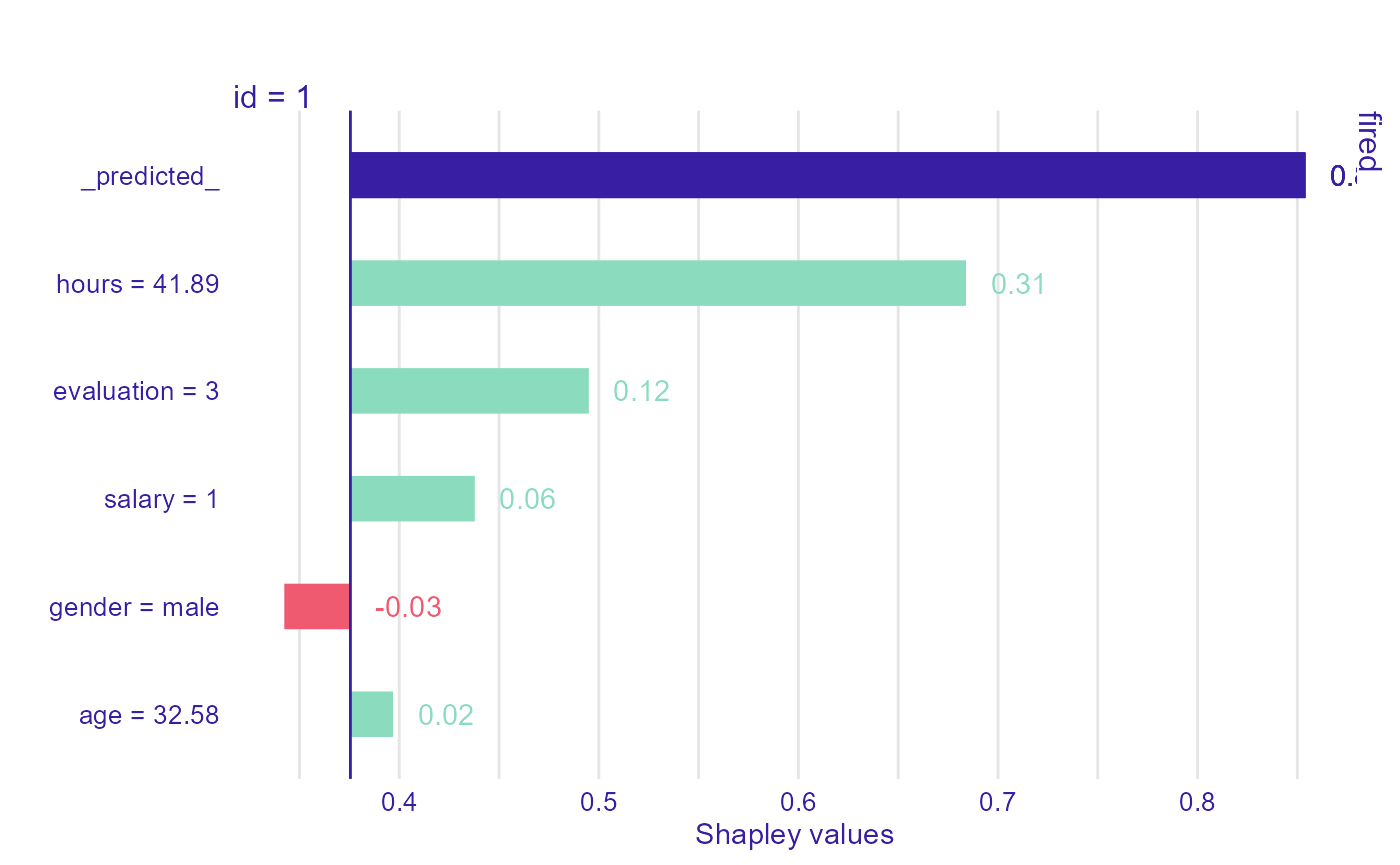 id = 1
fired
_predicted_
hours = 41.89
0.31
evaluation = 3
0.12
salary = 1
0.06
gender = male
-0.03
age = 32.58
0.02
0.4 0.5 0.6 0.7 0.8
Shapley values